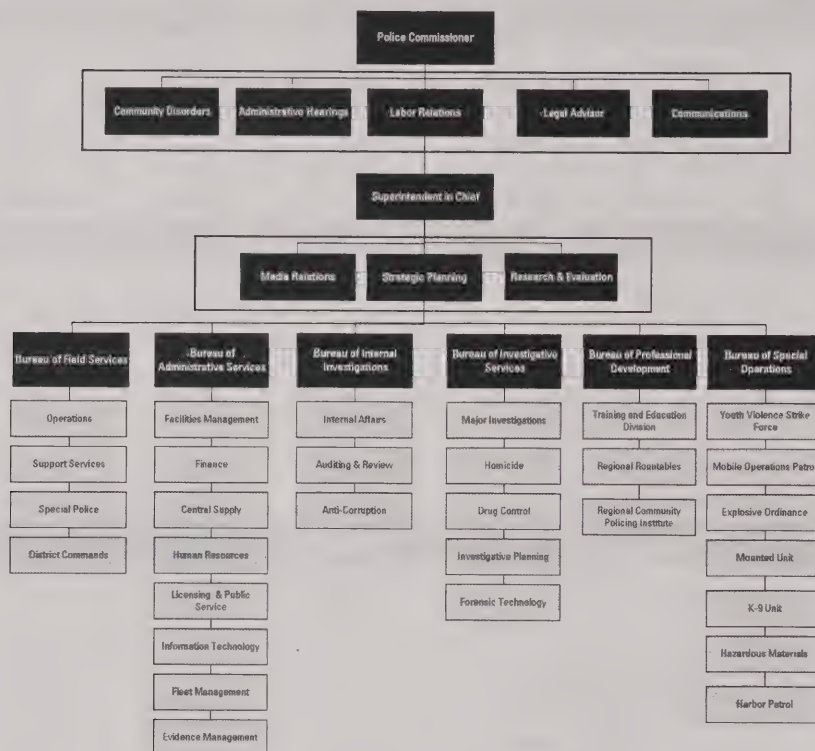 Police Commissioner
Community Disorders
Administrative Hearings
Labor Relations
Legal Advisor
Communications
Superintendent in Chief
Media Relations
Strategic Planning
Research & Evaluation
Bureau of Field Services
Operations
Support Services
Special Police
District Commands
Bureau of
Administrative Services
Facilities Management
Finance
Central Supply
Human Resources
Licensing & Public
Service
Information Technology
Fleet Management
Evidence Management
Bureau of Internal
Investigations
Internal Affairs
Auditing & Review
Anti-Corruption
Bureau of Investigative
Services
Major Investigations
Homicide
Drug Control
Investigative Planning
Forensic Technology
Bureau of Professional
Development
Training and Education
Division
Regional Roundtables
Regional Community
Policing Institute
Bureau of Special
Operations
Youth Violence Strike
Force
Mobile Operations Patrol
Explosive Ordinance
Mounted Unit
K-9 Unit
Hazardous Materials
Harbor Patrol